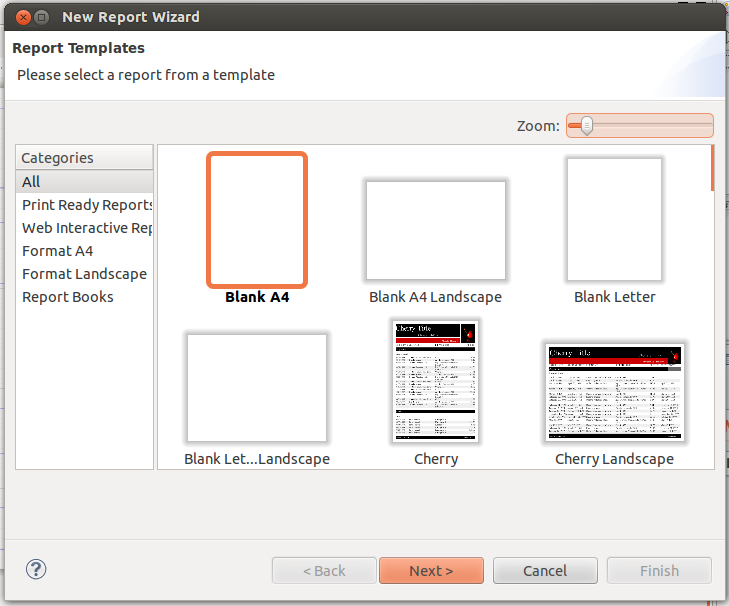 New Report Wizard
Report Templates
Please select a report from a template
Zoom:
Categories
All
Print Ready Reports
Web Interactive Rep
Format A4
Format Landscape
Report Books
Blank A4
Blank A4 Landscape
Blank Letter
Cherry Title
Cherry Title
Blank Let...Landscape
Cherry
Cherry Landscape
?
< Back
Next >
Cancel
Finish